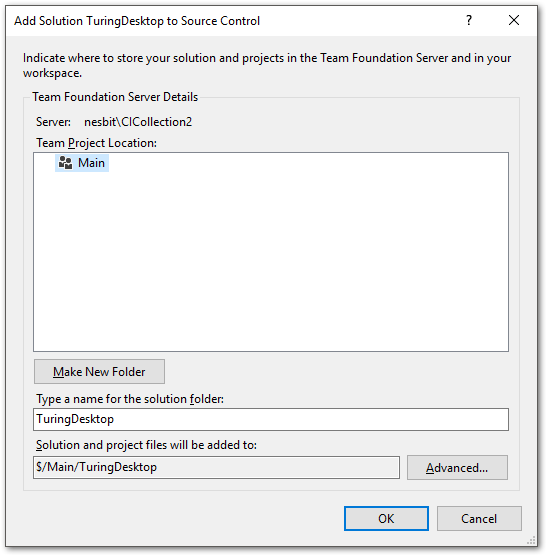 Add Solution TuringDesktop to Source Control
?
Indicate where to store your solution and projects in the Team Foundation Server and in your
workspace.
Team Foundation Server Details
Server: nesbit\CICollection2
Team Project Location:
Main
Make New Folder
Type a name for the solution folder:
TuringDesktop
Solution and project files will be added to:
$/Main/TuringDesktop
Advanced...
OK
Cancel